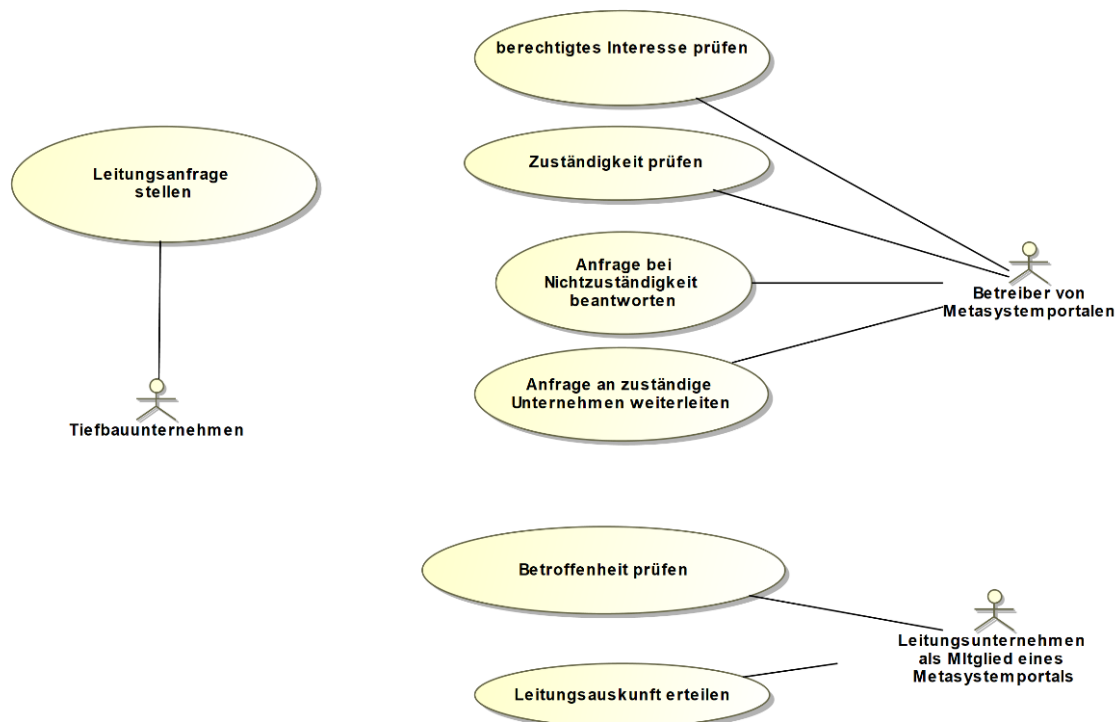 berechtigtes Interesse prüfen
Leitungsanfrage
stellen
Zuständigkeit prüfen
Anfrage bei
Nichtzuständigkeit
beantworten
Betreiber von
Metasystemportalen
Anfrage an zuständige
Unternehmen weiterleiten
Tiefbauunternehmen
Betroffenheit prüfen
Leitungsunternehmen
als MItglied eines
Metasystemportals
Leitungsauskunft erteilen